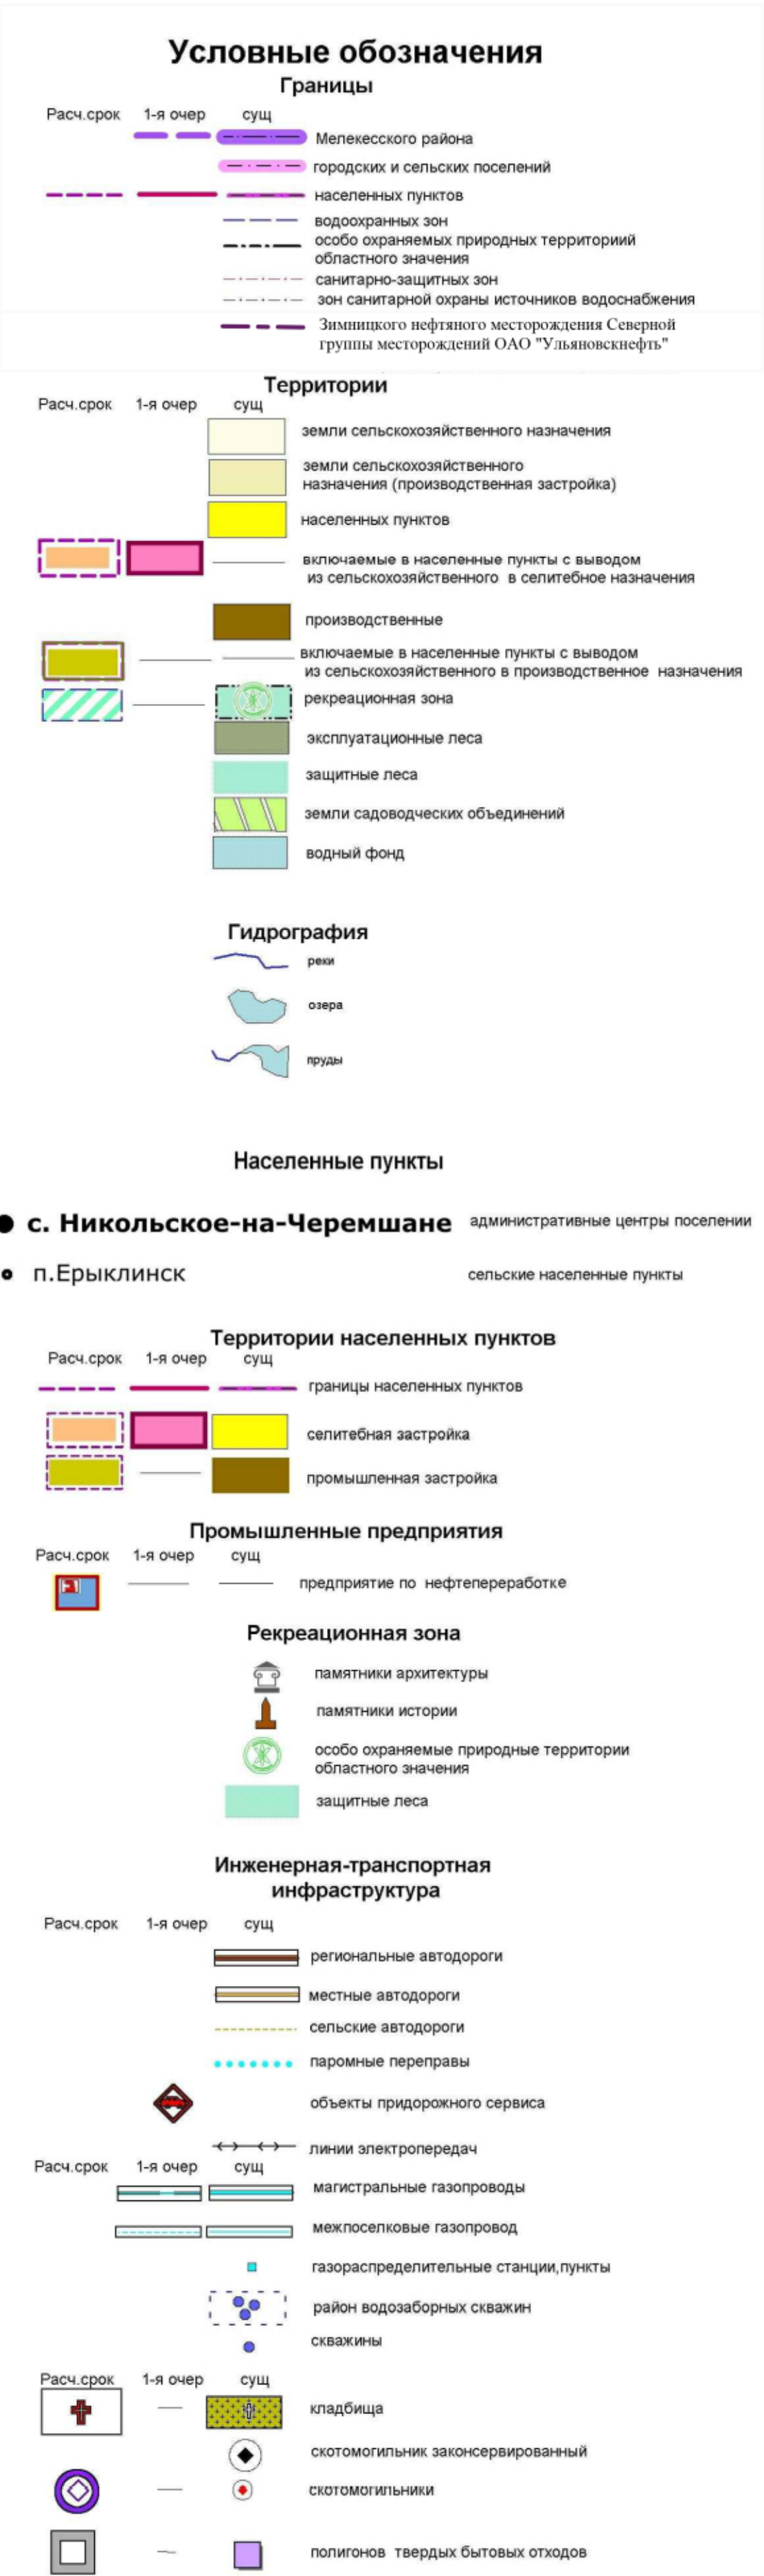 Условные обозначения
Границы
Расч.срок 1-я очер сущ
Мелекесского района
городских и сельских поселений
населенных пунктов
водоохранных зон
особо охраняемых природных территориий
областного значения
санитарно-защитных зон
зон санитарной охраны источников водоснабжения
Зимницкого нефтяного месторождения Северной
группы месторождений ОАО "Ульяновскнефть"
Территории
Расч.срок 1-я очер сущ
земли сельскохозяйственного назначения
земли сельскохозяйственного
назначения (производственная застройка)
населенных пунктов
включаемые в населенные пункты с выводом
из сельскохозяйственного в селитебное назначения
производственные
включаемые в населенные пункты с выводом
из сельскохозяйственного в производственное назначения
рекреационная зона
эксплуатационные леса
защитные леса
земли садоводческих объединений
водный фонд
Гидрография
реки
озера
пруды
Населенные пункты
с. Никольское-на-Черемшане административные центры поселении
п.Ерыклинск сельские населенные пункты
Территории населенных пунктов
Расч.срок 1-я очер сущ
границы населенных пунктов
селитебная застройка
промышленная застройка
Промышленные предприятия
Расч.срок 1-я очер сущ
предприятие по нефтепереработке
Рекреационная зона
памятники архитектуры
памятники истории
особо охраняемые природные территории
областного значения
защитные леса
Инженерная-транспортная
инфраструктура
Расч.срок 1-я очер сущ
региональные автодороги
местные автодороги
сельские автодороги
паромные переправы
объекты придорожного сервиса
линии электропередач
Расч.срок 1-я очер сущ
магистральные газопроводы
межпоселковые газопровод
газораспределительные станции,пункты
район водозаборных скважин
скважины
Расч.срок 1-я очер сущ
кладбища
скотомогильник законсервированный
скотомогильники
полигонов твердых бытовых отходов